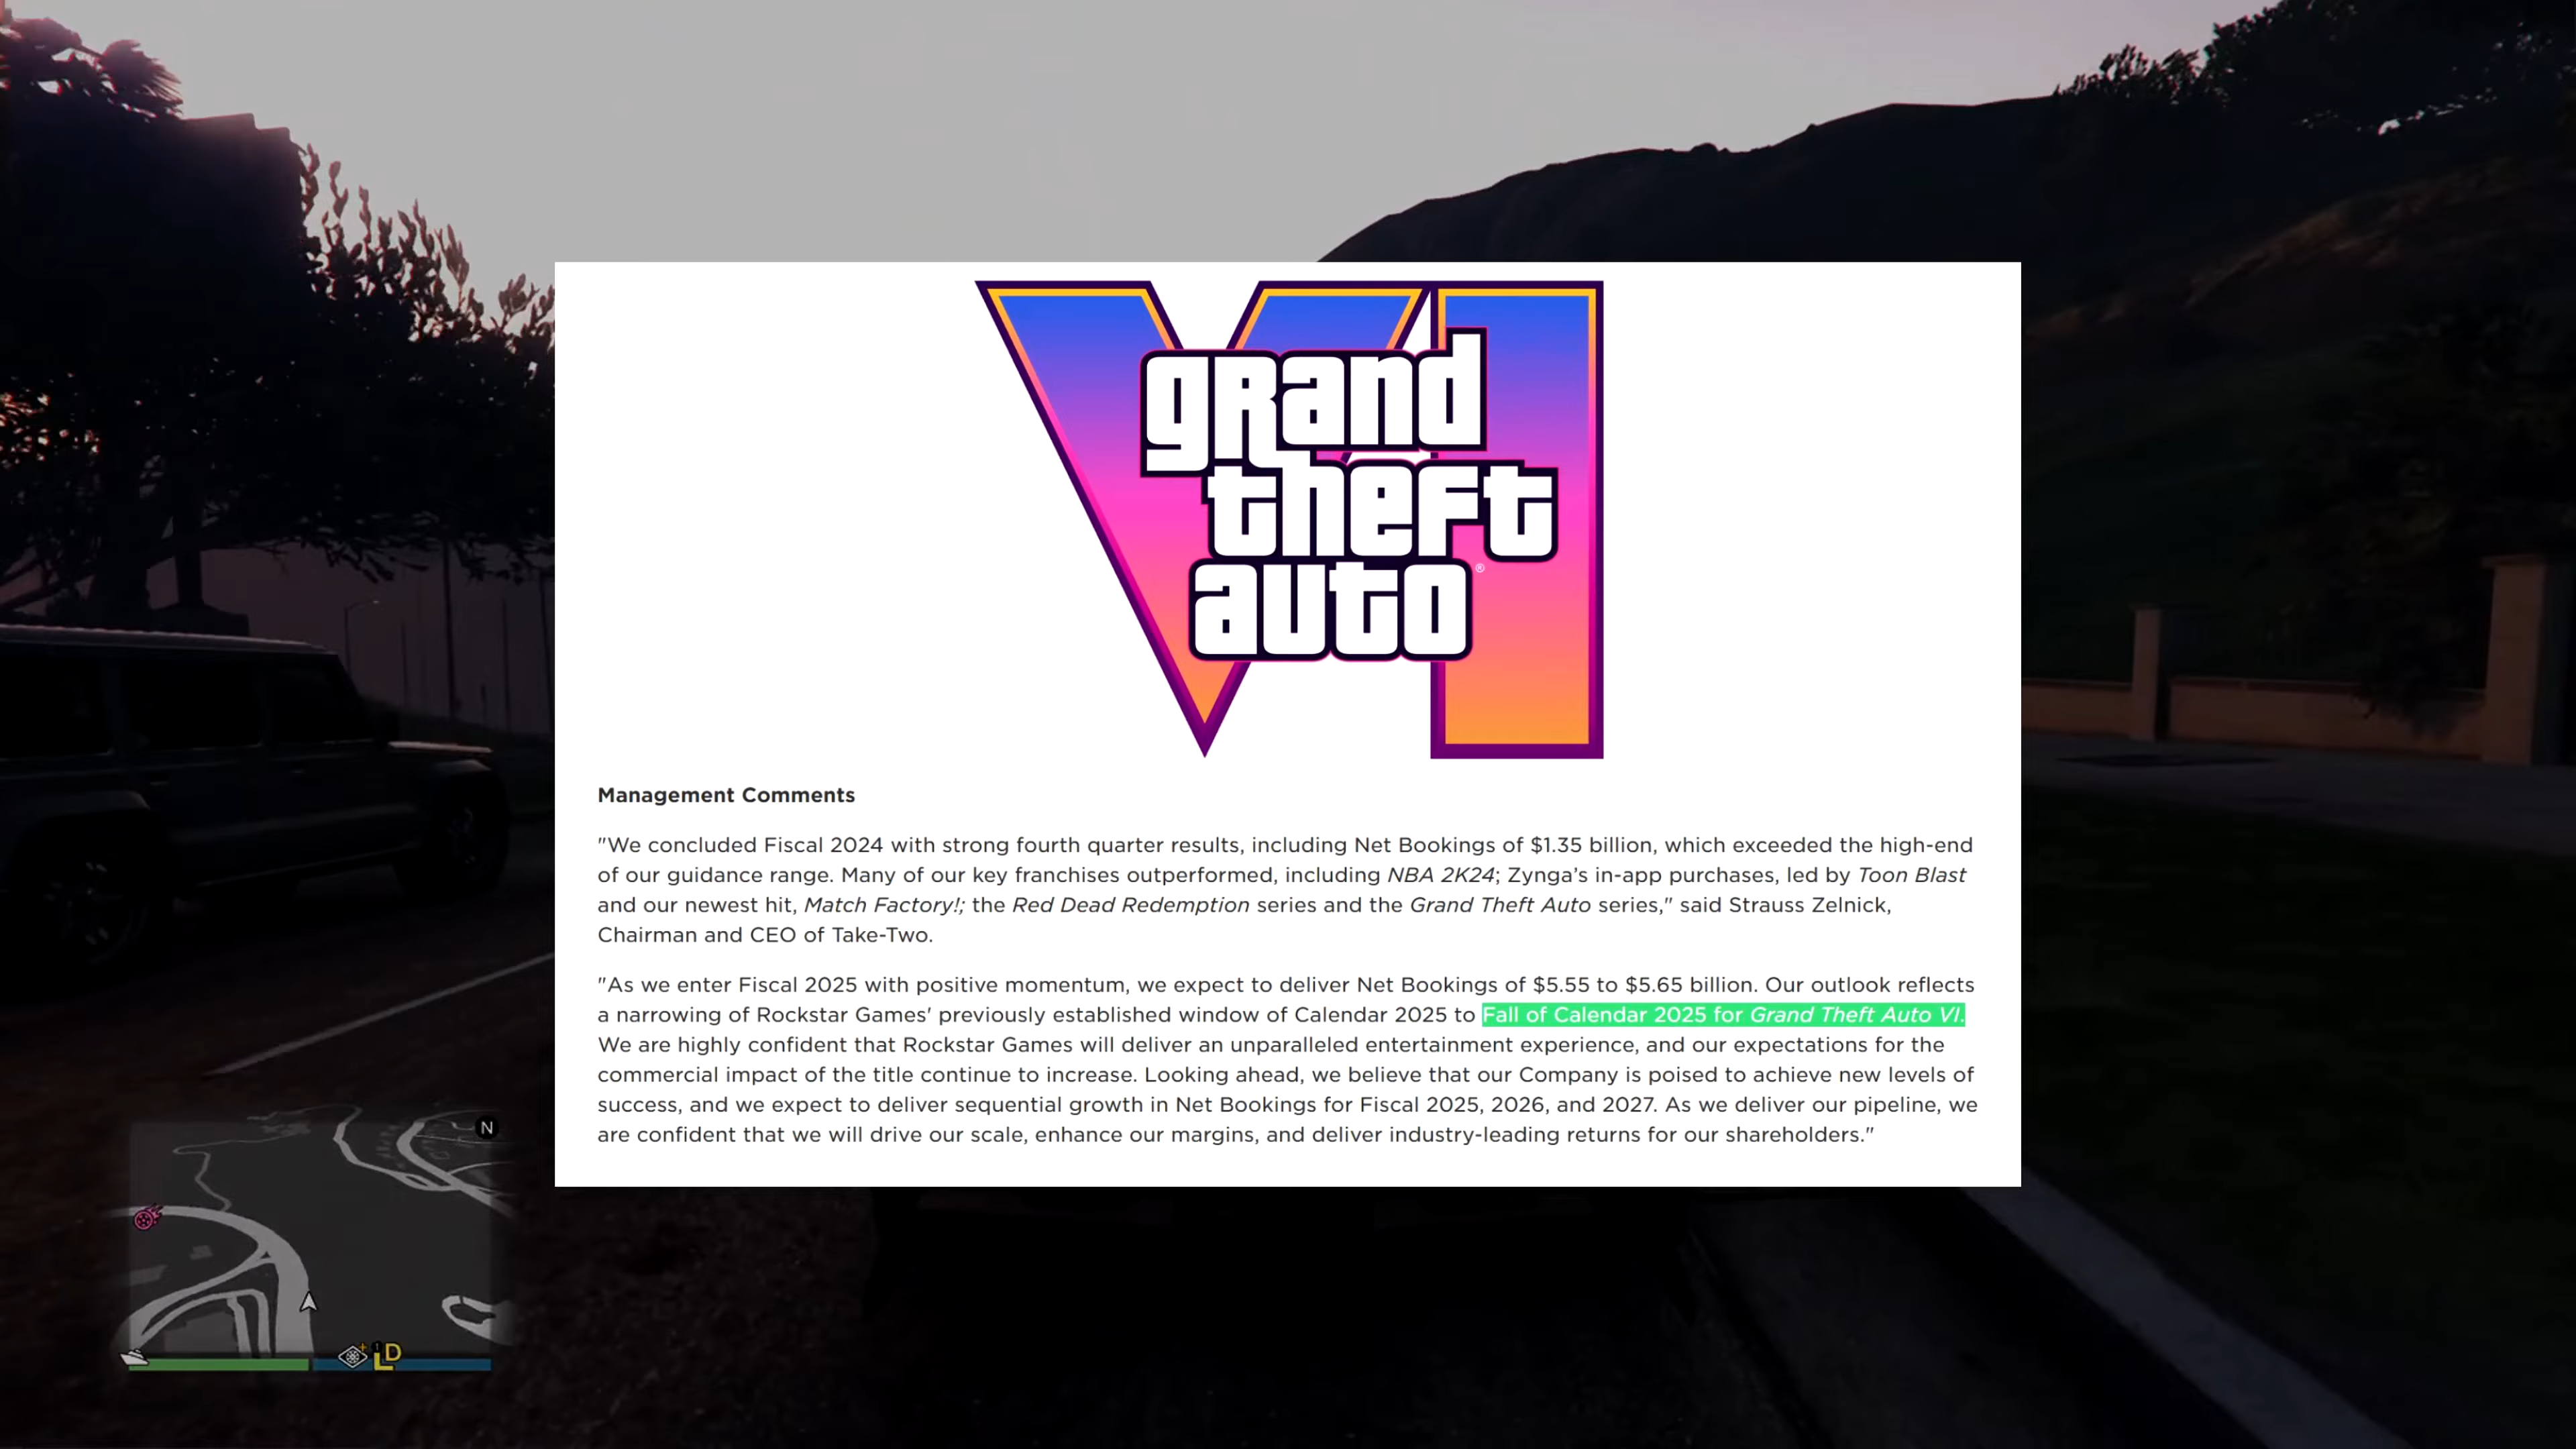 VI
grand
theft
auto®
Management Comments
"We concluded Fiscal 2024 with strong fourth quarter results, including Net Bookings of $1.35 billion, which exceeded the high-end
of our guidance range. Many of our key franchises outperformed, including NBA 2K24; Zynga's in-app purchases, led by Toon Blast
and our newest hit, Match Factory!; the Red Dead Redemption series and the Grand Theft Auto series," said Strauss Zelnick,
Chairman and CEO of Take-Two.
"As we enter Fiscal 2025 with positive momentum, we expect to deliver Net Bookings of $5.55 to $5.65 billion. Our outlook reflects
a narrowing of Rockstar Games' previously established window of Calendar 2025 to Fall of Calendar 2025 for Grand Theft Auto VI.
We are highly confident that Rockstar Games will deliver an unparalleled entertainment experience, and our expectations for the
commercial impact of the title continue to increase. Looking ahead, we believe that our Company is poised to achieve new levels of
success, and we expect to deliver sequential growth in Net Bookings for Fiscal 2025, 2026, and 2027. As we deliver our pipeline, we
are confident that we will drive our scale, enhance our margins, and deliver industry-leading returns for our shareholders."
N
LD